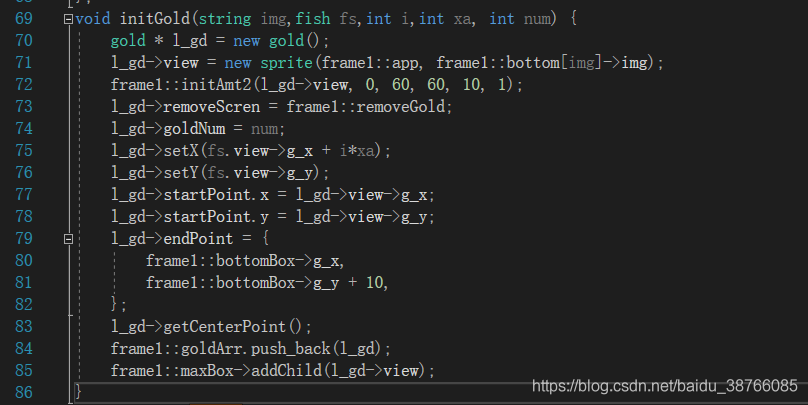 69 void initGold(string img,fish fs,int i,int xa, int num) {
70 gold * l_gd = new gold();
71 l_gd->view = new sprite(frame1::app, frame1::bottom[img]->img);
72 frame1::initAmt2(l_gd->view, 0, 60, 60, 10, 1);
73 l_gd->removeScren = frame1::removeGold;
74 l_gd->goldNum = num;
75 l_gd->setX(fs.view->g_x + i*xa);
76 l_gd->setY(fs.view->g_y);
77 l_gd->startPoint.x = l_gd->view->g_x;
78 l_gd->startPoint.y = l_gd->view->g_y;
79 l_gd->endPoint = {
80 frame1::bottomBox->g_x,
81 frame1::bottomBox->g_y + 10,
82 };
83 l_gd->getCenterPoint();
84 frame1::goldArr.push_back(l_gd);
85 frame1::maxBox->addChild(l_gd->view);
86 }
https://blog.csdn.net/baidu_38766085